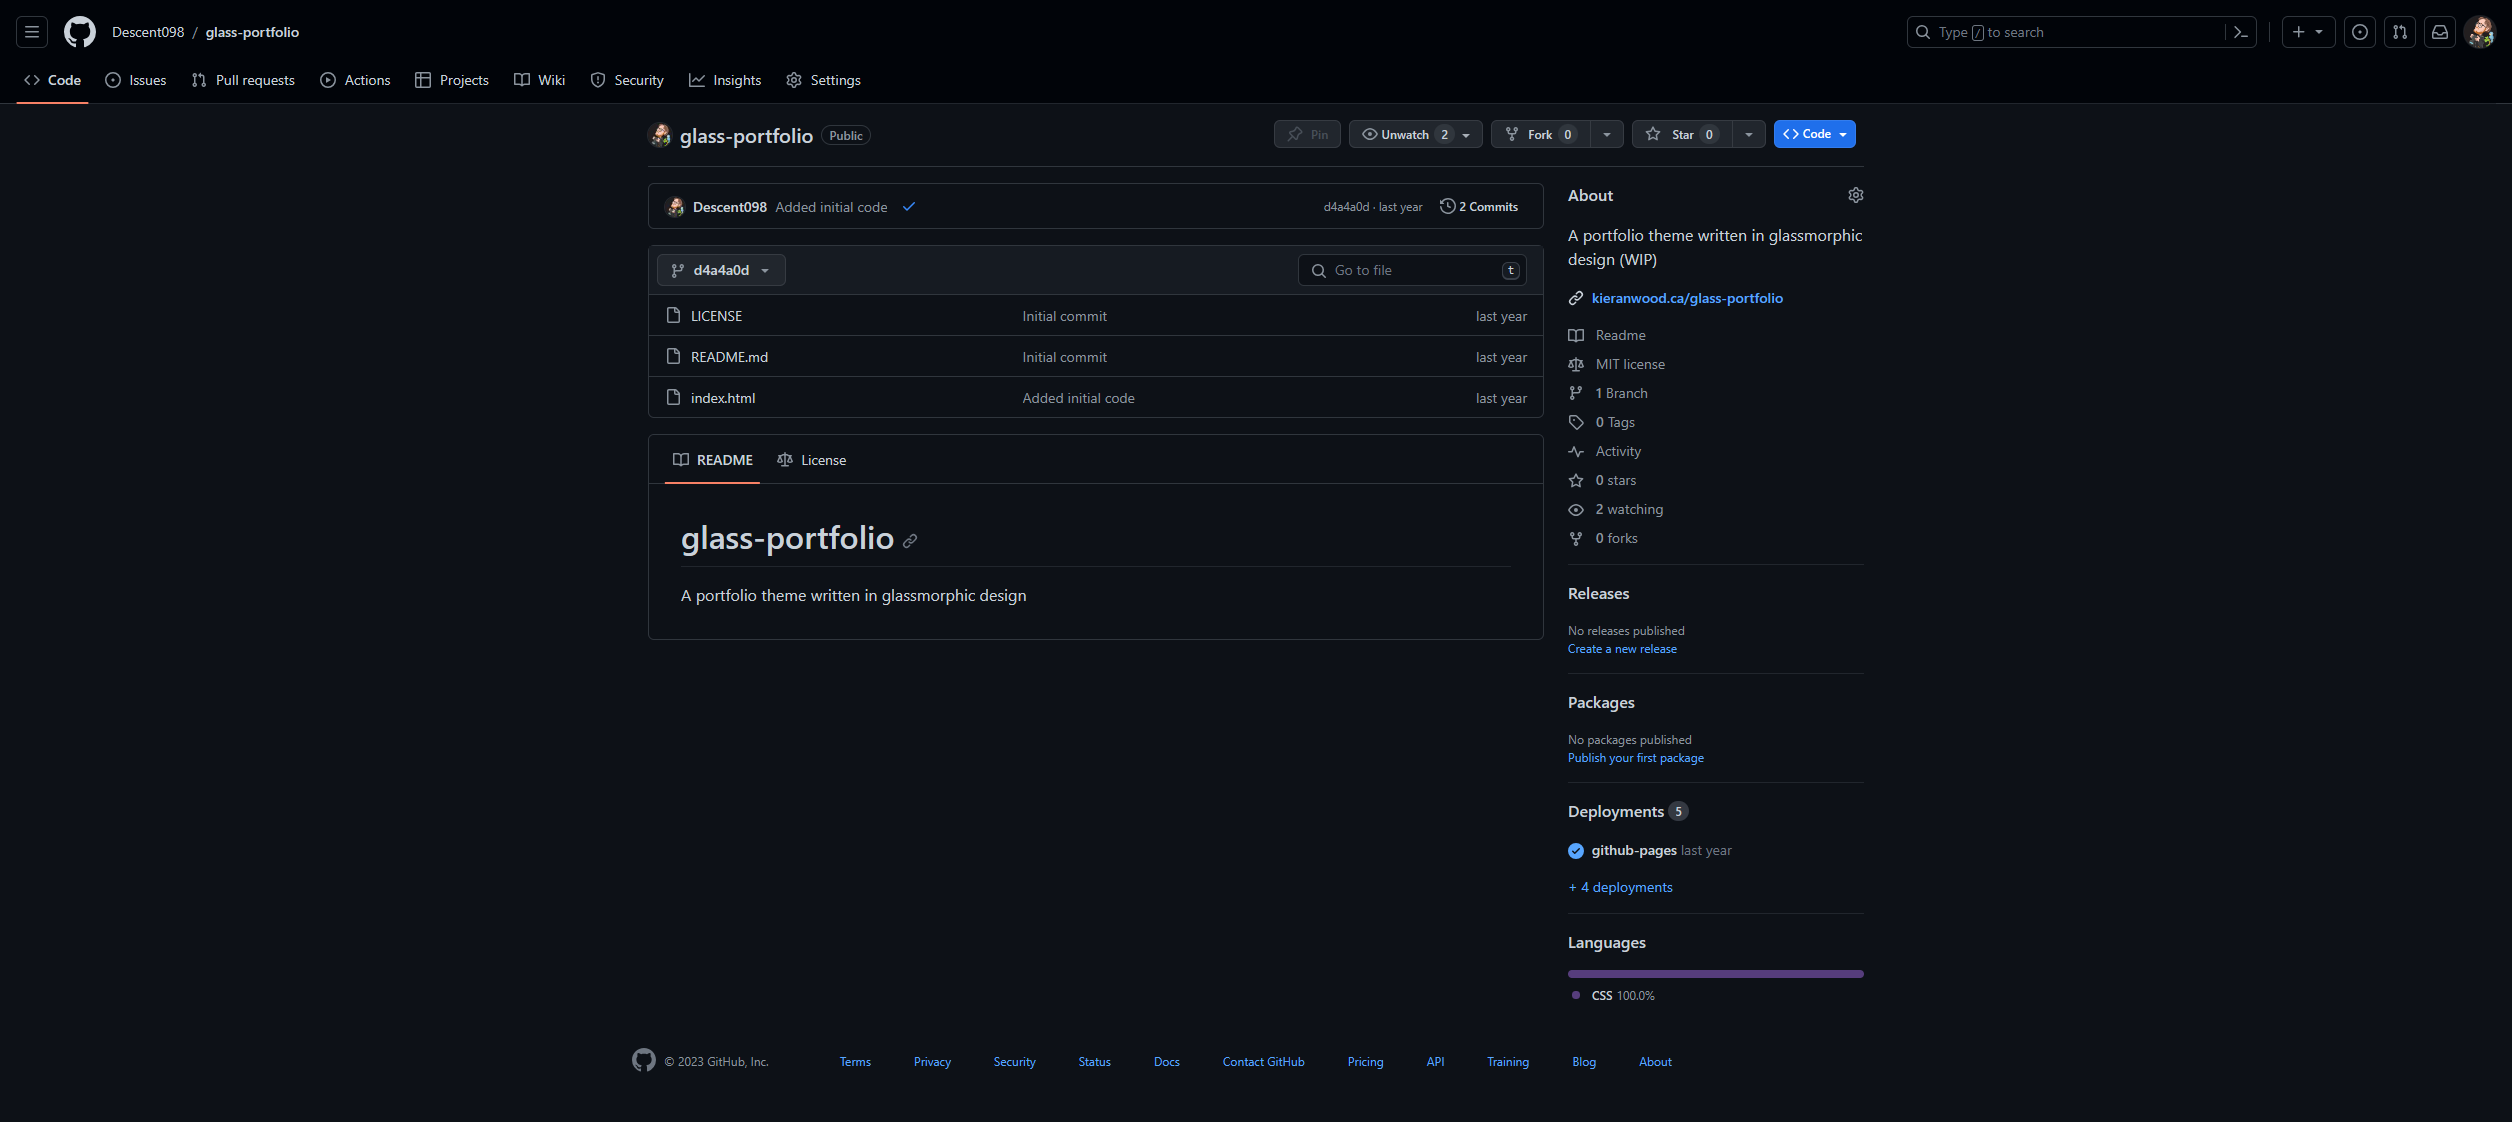 Descent098 / glass-portfolio
Type / to search
Code Issues Pull requests Actions Projects Wiki Security Insights Settings
glass-portfolio Public
Pin Unwatch 2 Fork 0 Star 0 Code
Descent098 Added initial code d4a4a0d · last year 2 Commits
d4a4a0d Go to file t
LICENSE Initial commit last year
README.md Initial commit last year
index.html Added initial code last year
README License
glass-portfolio
A portfolio theme written in glassmorphic design
About
A portfolio theme written in glassmorphic
design (WIP)
kieranwood.ca/glass-portfolio
Readme
MIT license
1 Branch
0 Tags
Activity
0 stars
2 watching
0 forks
Releases
No releases published
Create a new release
Packages
No packages published
Publish your first package
Deployments 5
github-pages last year
+ 4 deployments
Languages
CSS 100.0%
© 2023 GitHub, Inc. Terms Privacy Security Status Docs Contact GitHub Pricing API Training Blog About